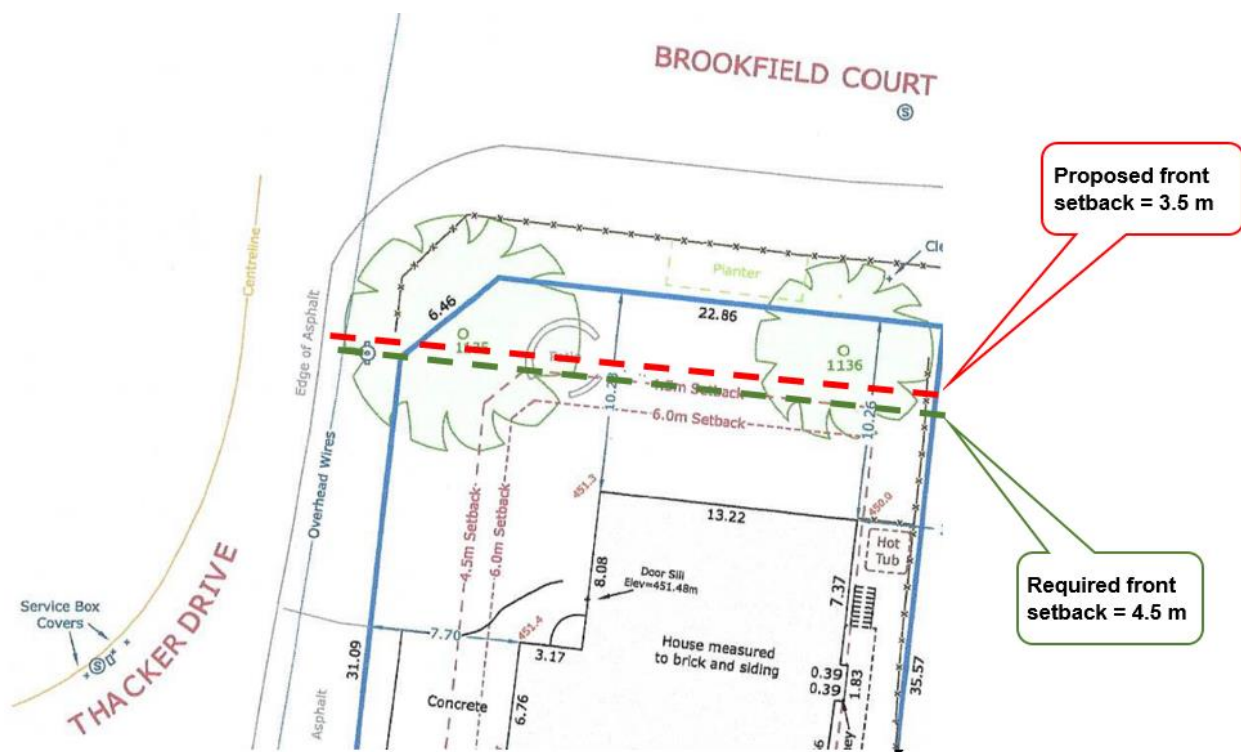 BROOKFIELD COURT
S
Proposed front
setback = 3.5 m
Centreline
Edge of Asphalt
Overhead Wires
6.46
Planter
22.86
1136
10.26
Setback
6.0m Setback
4.5m Setback
6.0m Setback
451.3
13.22
450.0
Hot
Tub
Required front
setback = 4.5 m
Door Sill
Elev=451.48m
8.08
7.37
451.4
7.70
3.17
House measured
to brick and siding
0.39
0.39
1.83
35.57
Service Box
Covers
S
THACKER DRIVE
31.09
Asphalt
Concrete
6.76